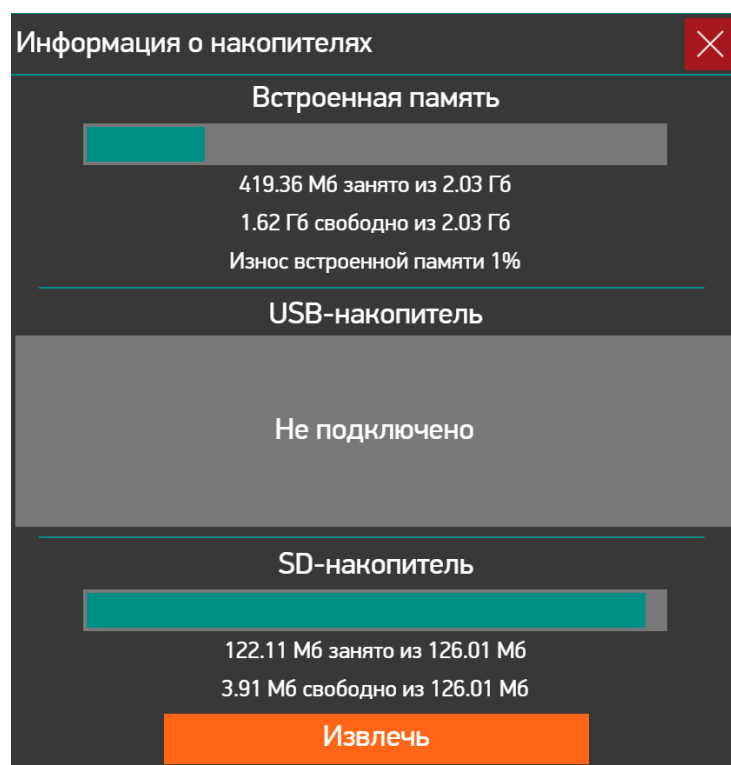 Информация о накопителях
Встроенная память
419.36 Мб занято из 2.03 Гб
1.62 Гб свободно из 2.03 Гб
Износ встроенной памяти 1%
USB-накопитель
Не подключено
SD-накопитель
122.11 Мб занято из 126.01 Мб
3.91 Мб свободно из 126.01 Мб
Извлечь